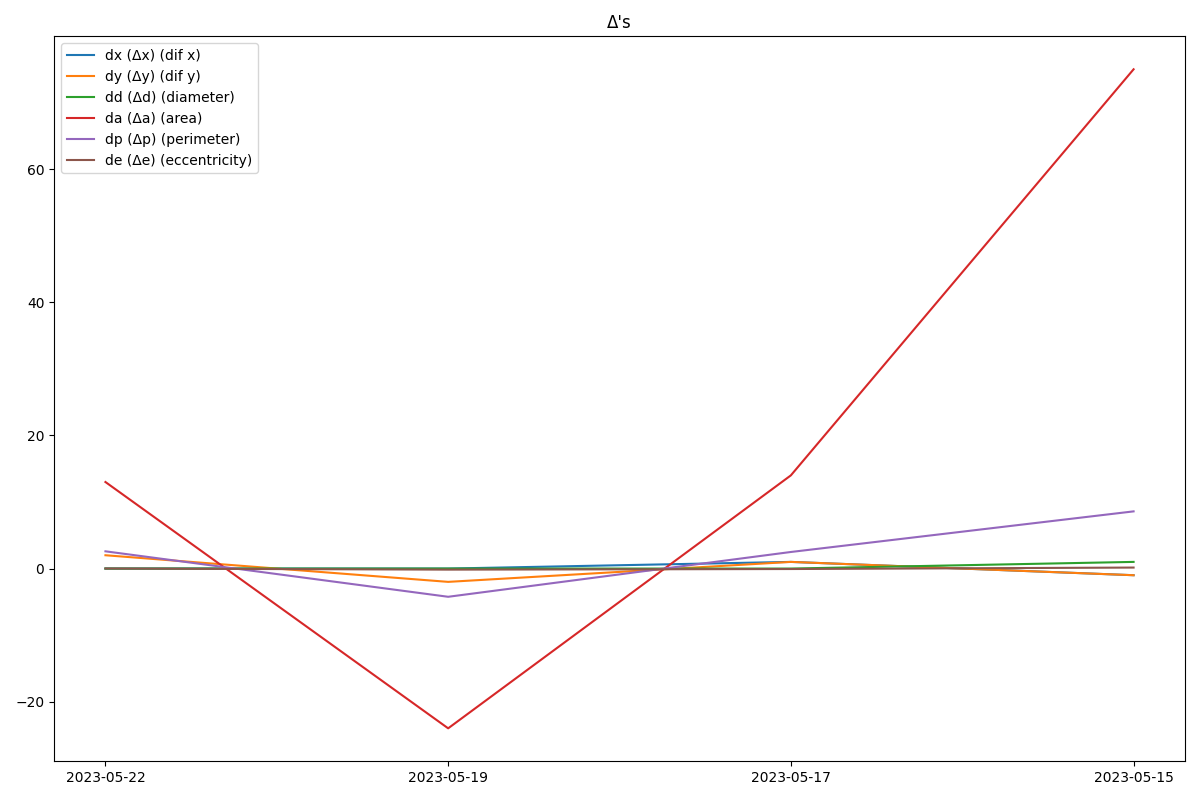 Δ's
dx (Δx) (dif x)
dy (Δy) (dif y)
dd (Δd) (diameter)
da (Δa) (area)
dp (Δp) (perimeter)
de (Δe) (eccentricity)
60
40
20
0
−20
2023-05-22 2023-05-19 2023-05-17 2023-05-15